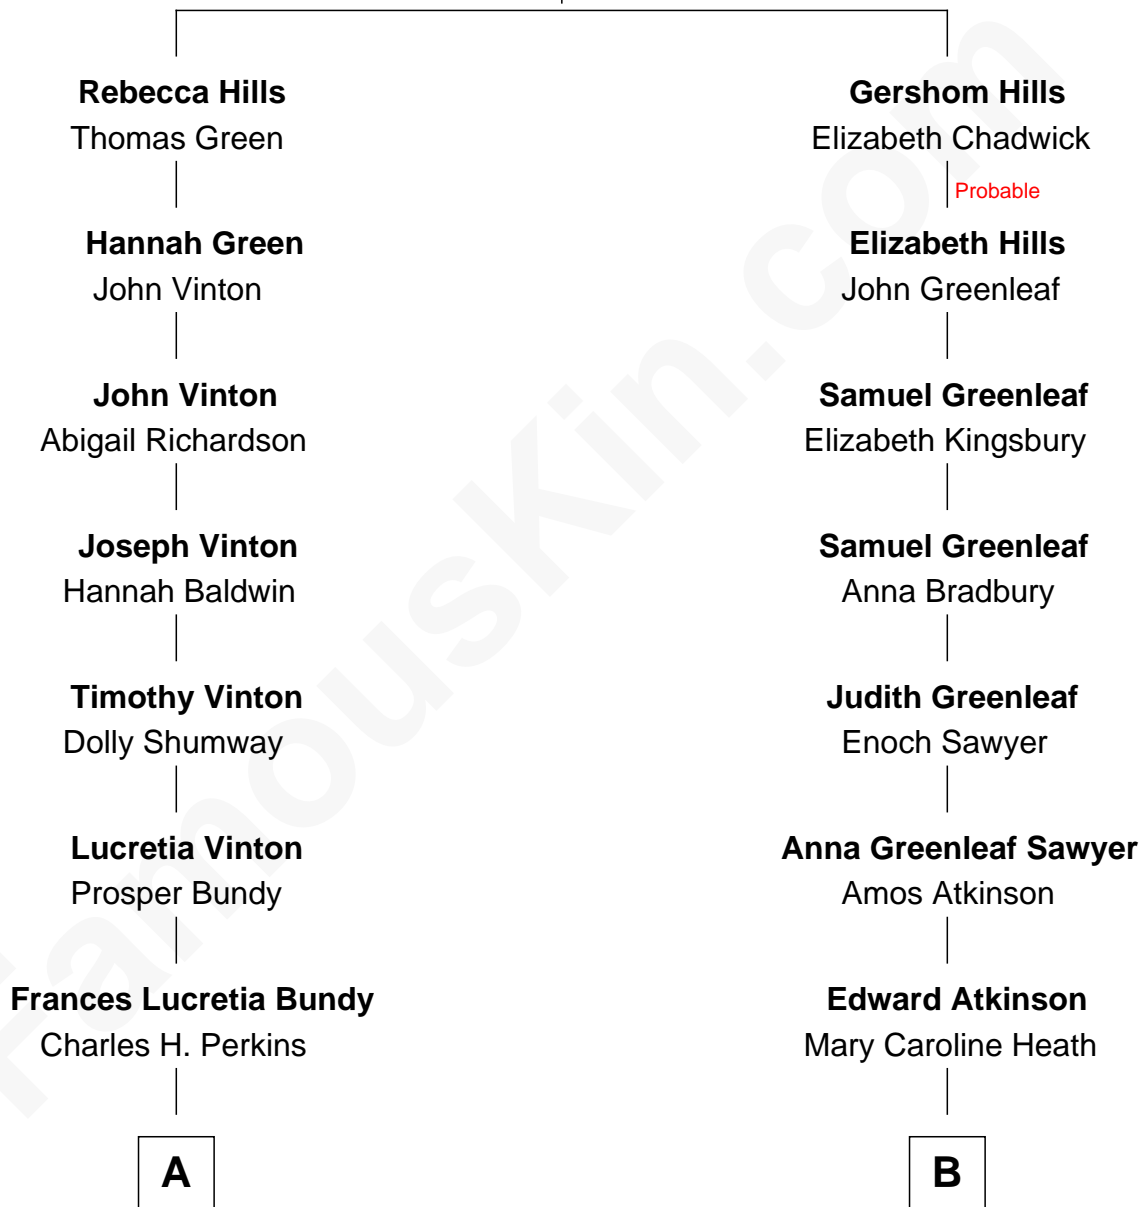 Rebecca Hills
Thomas Green
Hannah Green
John Vinton
John Vinton
Abigail Richardson
Joseph Vinton
Hannah Baldwin
Timothy Vinton
Dolly Shumway
Lucretia Vinton
Prosper Bundy
Frances Lucretia Bundy
Charles H. Perkins
A
Gershom Hills
Elizabeth Chadwick
Probable
Elizabeth Hills
John Greenleaf
Samuel Greenleaf
Elizabeth Kingsbury
Samuel Greenleaf
Anna Bradbury
Judith Greenleaf
Enoch Sawyer
Anna Greenleaf Sawyer
Amos Atkinson
Edward Atkinson
Mary Caroline Heath
B
FamousKin.com